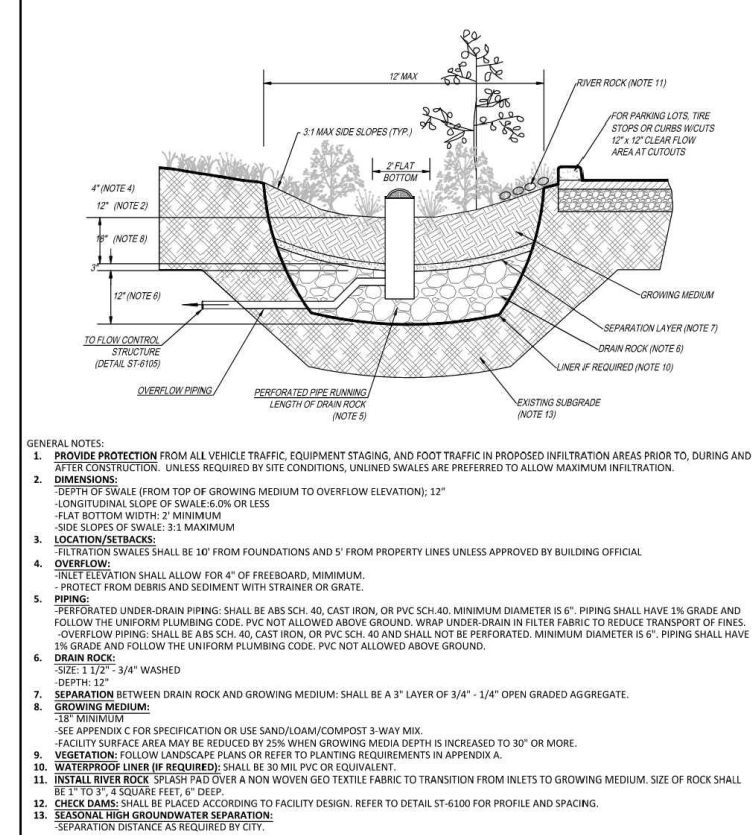 12' MAX
RIVER ROCK (NOTE 11)
FOR PARKING LOTS, TIRE
STOPS OR CURBS W/CUTS
12" x 12" CLEAR FLOW
AREA AT CUTOUTS
3:1 MAX SIDE SLOPES (TYP.)
2' FLAT
BOTTOM
4" (NOTE 4)
12" (NOTE 2)
18" (NOTE 8)
3"
12" (NOTE 6)
GROWING MEDIUM
SEPARATION LAYER (NOTE 7)
DRAIN ROCK (NOTE 6)
LINER IF REQUIRED (NOTE 10)
TO FLOW CONTROL
STRUCTURE
(DETAIL ST-6105)
OVERFLOW PIPING
PERFORATED PIPE RUNNING
LENGTH OF DRAIN ROCK
(NOTE 5)
EXISTING SUBGRADE
(NOTE 13)
GENERAL NOTES:
1. PROVIDE PROTECTION FROM ALL VEHICLE TRAFFIC, EQUIPMENT STAGING, AND FOOT TRAFFIC IN PROPOSED INFILTRATION AREAS PRIOR TO, DURING AND
AFTER CONSTRUCTION. UNLESS REQUIRED BY SITE CONDITIONS, UNLINED SWALES ARE PREFERRED TO ALLOW MAXIMUM INFILTRATION.
2. DIMENSIONS:
-DEPTH OF SWALE (FROM TOP OF GROWING MEDIUM TO OVERFLOW ELEVATION); 12"
-LONGITUDINAL SLOPE OF SWALE:6.0% OR LESS
-FLAT BOTTOM WIDTH: 2' MINIMUM
-SIDE SLOPES OF SWALE: 3:1 MAXIMUM
3. LOCATION/SETBACKS:
-FILTRATION SWALES SHALL BE 10' FROM FOUNDATIONS AND 5' FROM PROPERTY LINES UNLESS APPROVED BY BUILDING OFFICIAL
4. OVERFLOW:
-INLET ELEVATION SHALL ALLOW FOR 4" OF FREEBOARD, MIMIMUM.
- PROTECT FROM DEBRIS AND SEDIMENT WITH STRAINER OR GRATE.
5. PIPING:
-PERFORATED UNDER-DRAIN PIPING: SHALL BE ABS SCH. 40, CAST IRON, OR PVC SCH.40. MINIMUM DIAMETER IS 6". PIPING SHALL HAVE 1% GRADE AND
FOLLOW THE UNIFORM PLUMBING CODE. PVC NOT ALLOWED ABOVE GROUND. WRAP UNDER-DRAIN IN FILTER FABRIC TO REDUCE TRANSPORT OF FINES.
-OVERFLOW PIPING: SHALL BE ABS SCH. 40, CAST IRON, OR PVC SCH. 40 AND SHALL NOT BE PERFORATED. MINIMUM DIAMETER IS 6". PIPING SHALL HAVE
1% GRADE AND FOLLOW THE UNIFORM PLUMBING CODE. PVC NOT ALLOWED ABOVE GROUND.
6. DRAIN ROCK:
-SIZE: 1 1/2" - 3/4" WASHED
-DEPTH: 12"
7. SEPARATION BETWEEN DRAIN ROCK AND GROWING MEDIUM: SHALL BE A 3" LAYER OF 3/4" - 1/4" OPEN GRADED AGGREGATE.
8. GROWING MEDIUM:
-18" MINIMUM
-SEE APPENDIX C FOR SPECIFICATION OR USE SAND/LOAM/COMPOST 3-WAY MIX.
-FACILITY SURFACE AREA MAY BE REDUCED BY 25% WHEN GROWING MEDIA DEPTH IS INCREASED TO 30" OR MORE.
9. VEGETATION: FOLLOW LANDSCAPE PLANS OR REFER TO PLANTING REQUIREMENTS IN APPENDIX A.
10. WATERPROOF LINER (IF REQUIRED): SHALL BE 30 MIL PVC OR EQUIVALENT.
11. INSTALL RIVER ROCK SPLASH PAD OVER A NON WOVEN GEO TEXTILE FABRIC TO TRANSITION FROM INLETS TO GROWING MEDIUM. SIZE OF ROCK SHALL
BE 1" TO 3", 4 SQUARE FEET, 6" DEEP.
12. CHECK DAMS: SHALL BE PLACED ACCORDING TO FACILITY DESIGN. REFER TO DETAIL ST-6100 FOR PROFILE AND SPACING.
13. SEASONAL HIGH GROUNDWATER SEPARATION:
-SEPARATION DISTANCE AS REQUIRED BY CITY.